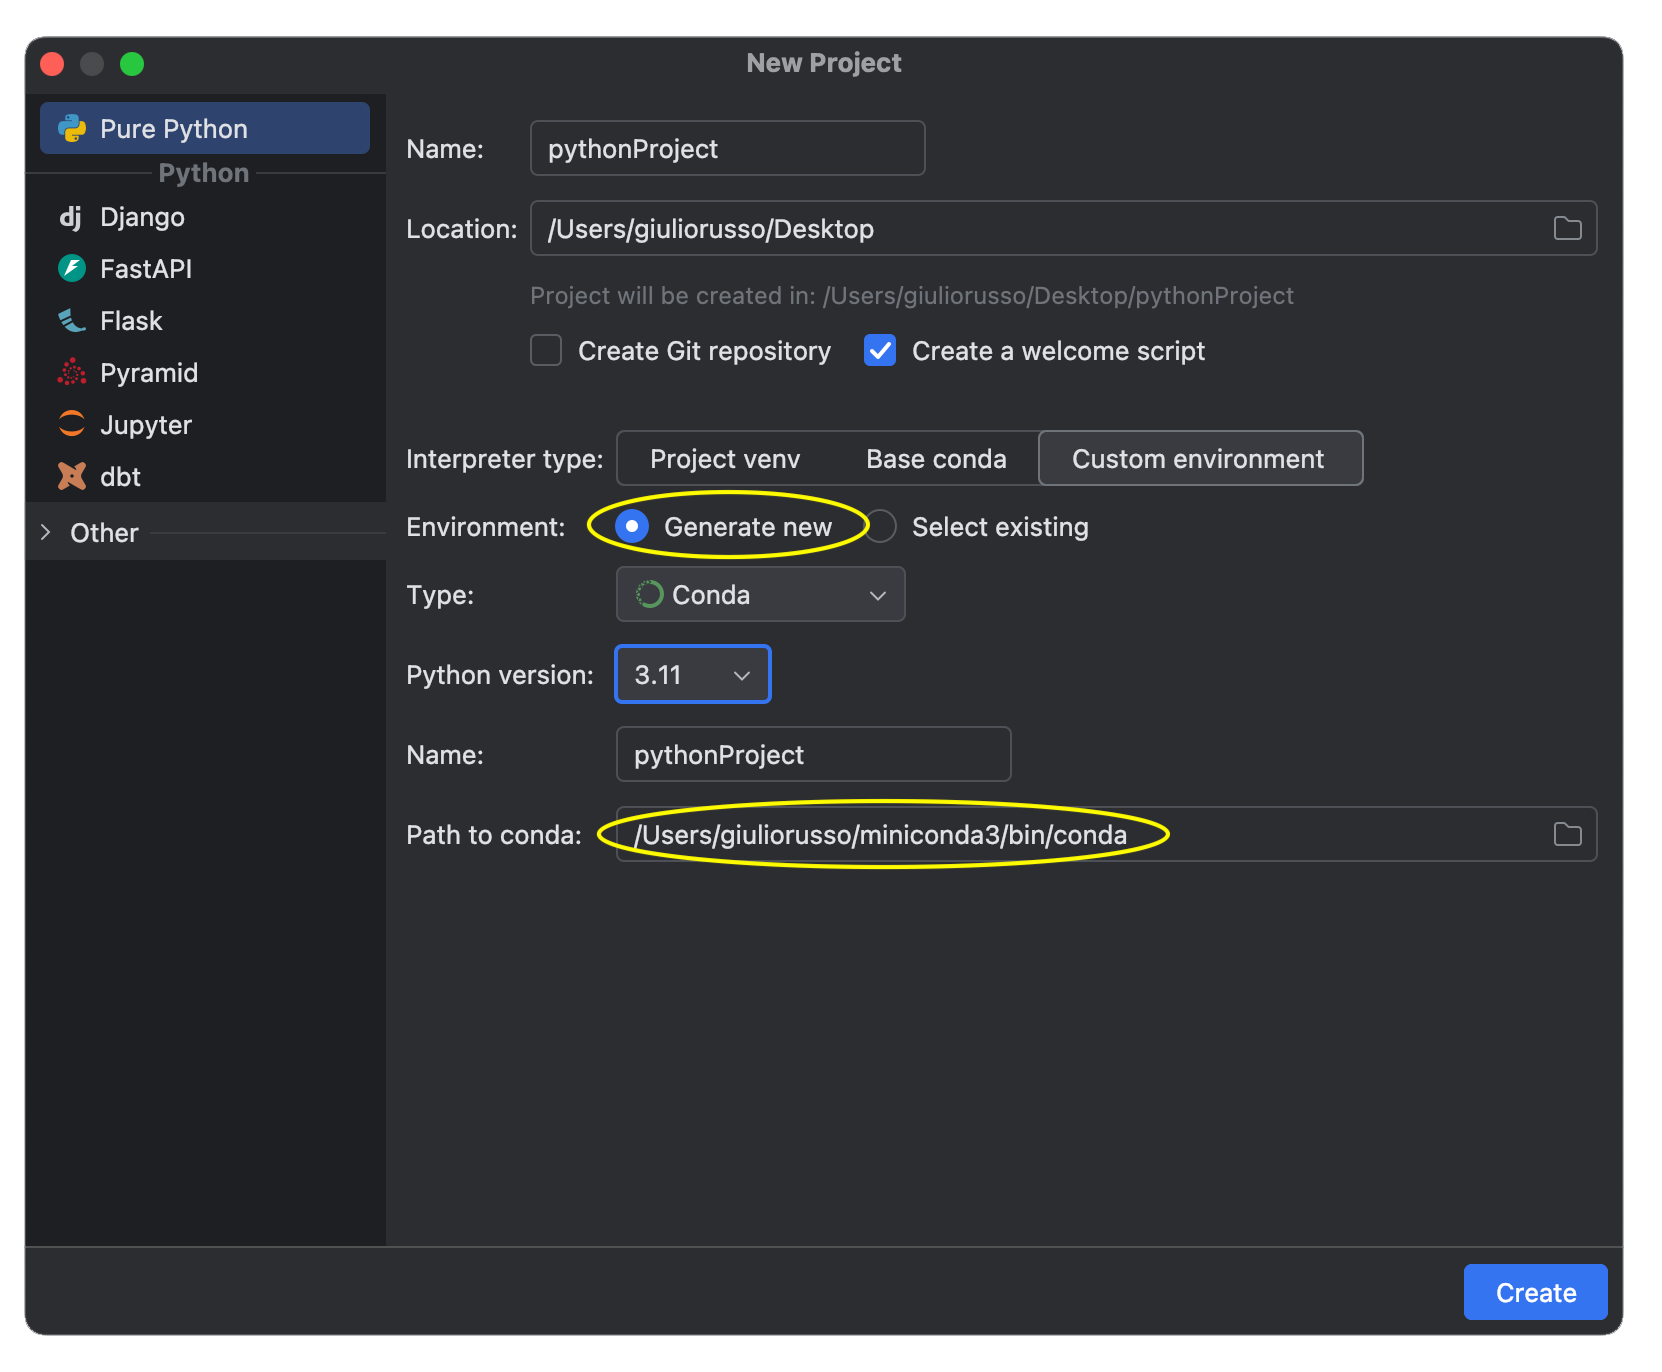 New Project
Pure Python
Python
dj Django
FastAPI
Flask
Pyramid
Jupyter
dbt
Other
Name: pythonProject
Location: /Users/giuliorusso/Desktop
Project will be created in: /Users/giuliorusso/Desktop/pythonProject
Create Git repository Create a welcome script
Interpreter type: Project venv Base conda Custom environment
Environment: Generate new Select existing
Type: Conda
Python version: 3.11
Name: pythonProject
Path to conda: /Users/giuliorusso/miniconda3/bin/conda
Create